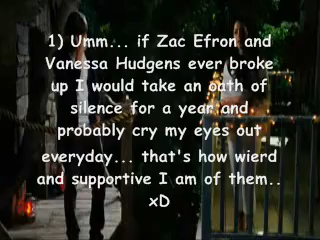 1) Umm... if Zac Efron and
Vanessa Hudgens ever broke
up I would take an oath of
silence for a year and
probably cry my eyes out
everyday... that's how wierd
and supportive I am of them..
xD